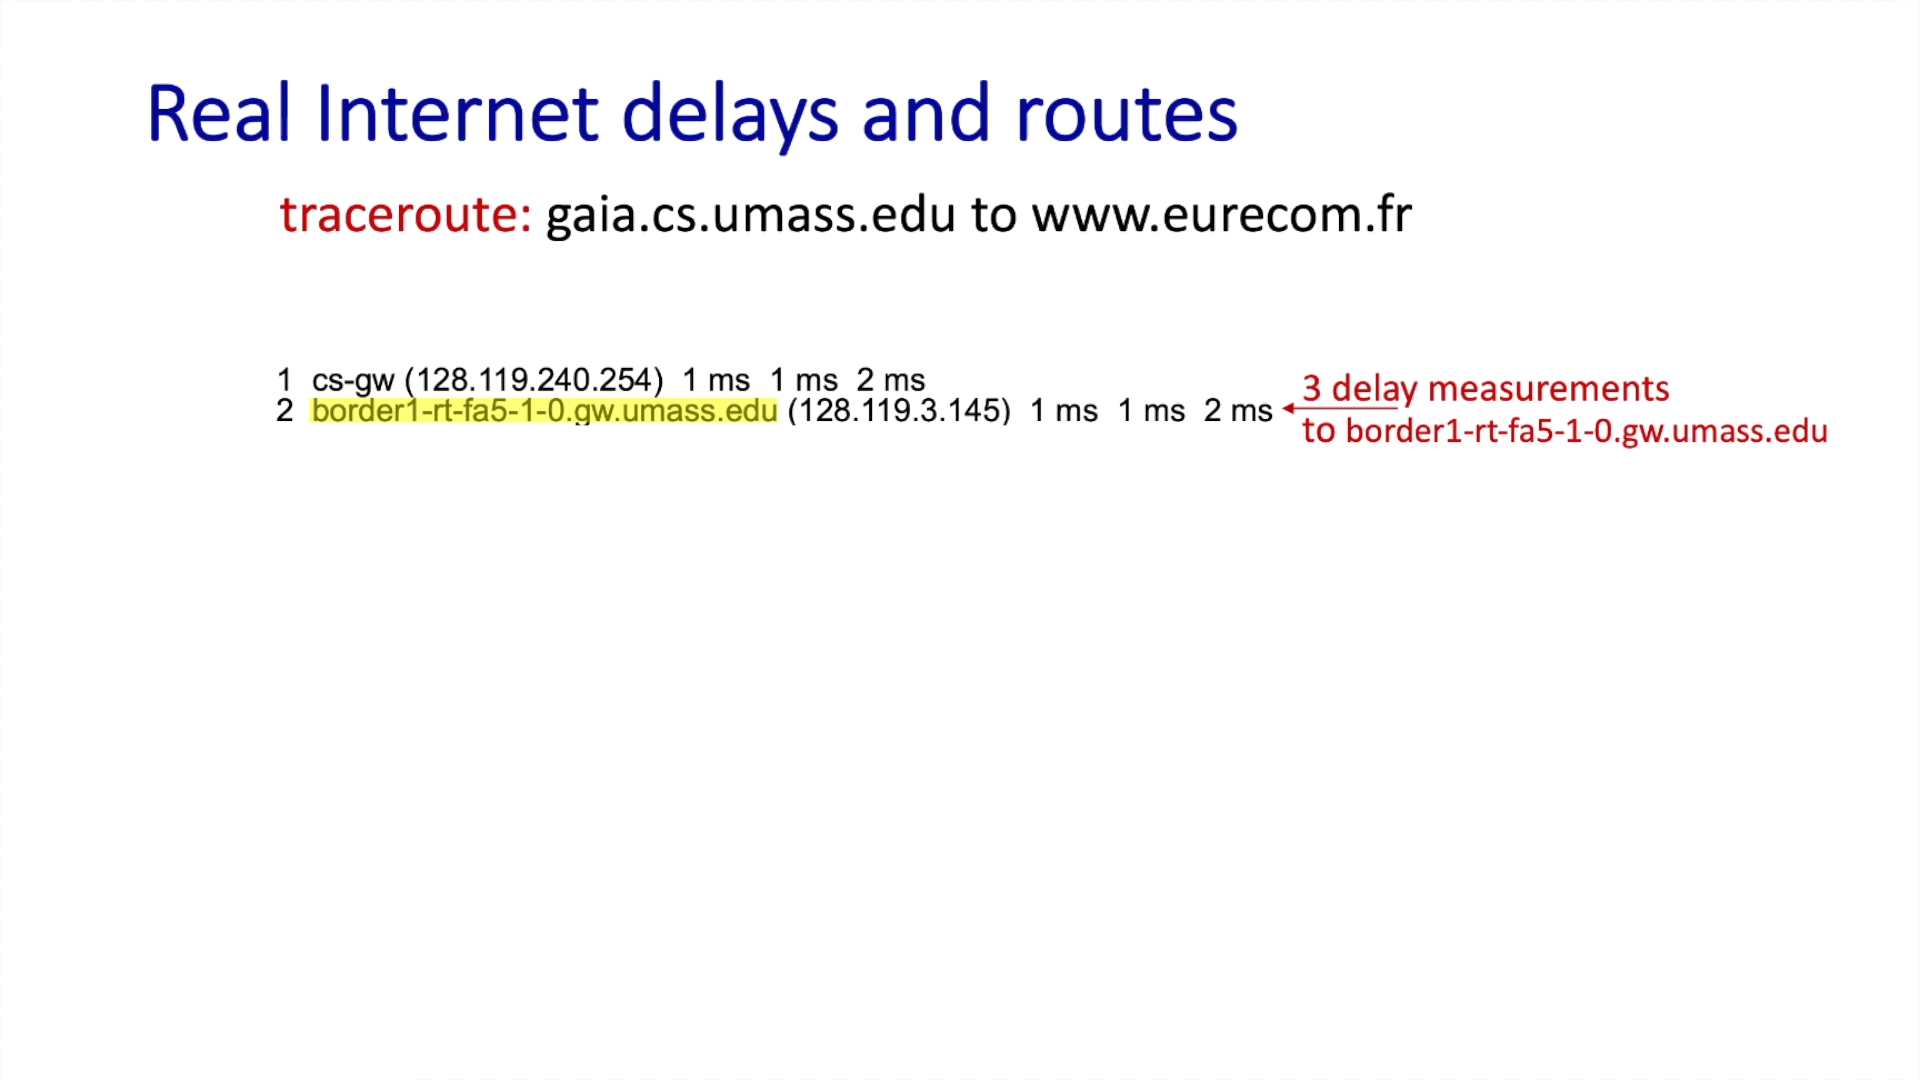 Real Internet delays and routes
traceroute: gaia.cs.umass.edu to www.eurecom.fr
1 cs-gw (128.119.240.254) 1 ms 1 ms 2 ms
2 border1-rt-fa5-1-0.gw.umass.edu (128.119.3.145) 1 ms 1 ms 2 ms
3 delay measurements
to border1-rt-fa5-1-0.gw.umass.edu